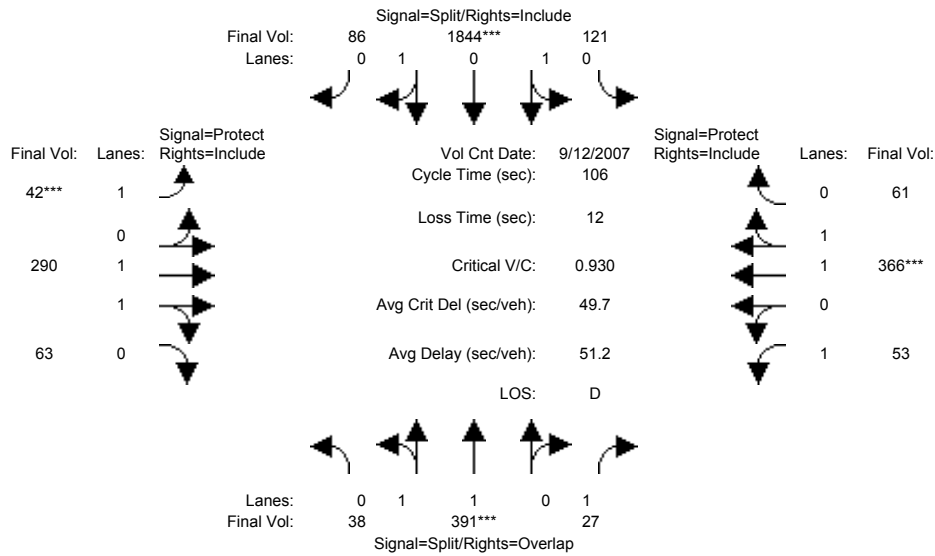 Signal=Split/Rights=Include
Final Vol: 86 1844*** 121
Lanes: 0 1 0 1 0
Signal=Protect
Final Vol: Lanes: Rights=Include
Vol Cnt Date: 9/12/2007
Signal=Protect
Rights=Include Lanes: Final Vol:
Cycle Time (sec): 106
42*** 1
0 61
Loss Time (sec): 12
0
1
290 1
Critical V/C: 0.930
1 366***
1
Avg Crit Del (sec/veh): 49.7
0
63 0
Avg Delay (sec/veh): 51.2
1 53
LOS: D
Lanes: 0 1 1 0 1
Final Vol: 38 391*** 27
Signal=Split/Rights=Overlap